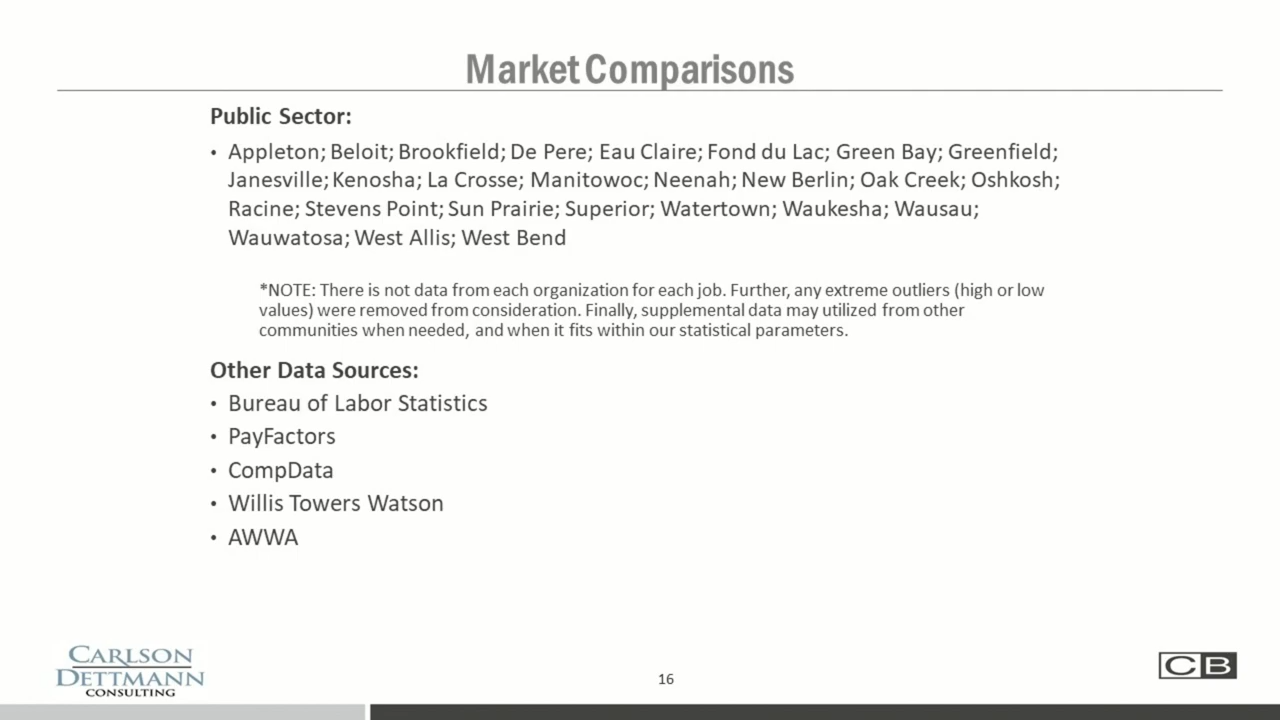 Market Comparisons
Public Sector:
• Appleton; Beloit; Brookfield; De Pere; Eau Claire; Fond du Lac; Green Bay; Greenfield;
Janesville; Kenosha; La Crosse; Manitowoc; Neenah; New Berlin; Oak Creek; Oshkosh;
Racine; Stevens Point; Sun Prairie; Superior; Watertown; Waukesha; Wausau;
Wauwatosa; West Allis; West Bend
*NOTE: There is not data from each organization for each job. Further, any extreme outliers (high or low
values) were removed from consideration. Finally, supplemental data may utilized from other
communities when needed, and when it fits within our statistical parameters.
Other Data Sources:
• Bureau of Labor Statistics
• PayFactors
• CompData
• Willis Towers Watson
• AWWA
CARLSON
DETTMANN
CONSULTING
16
CB